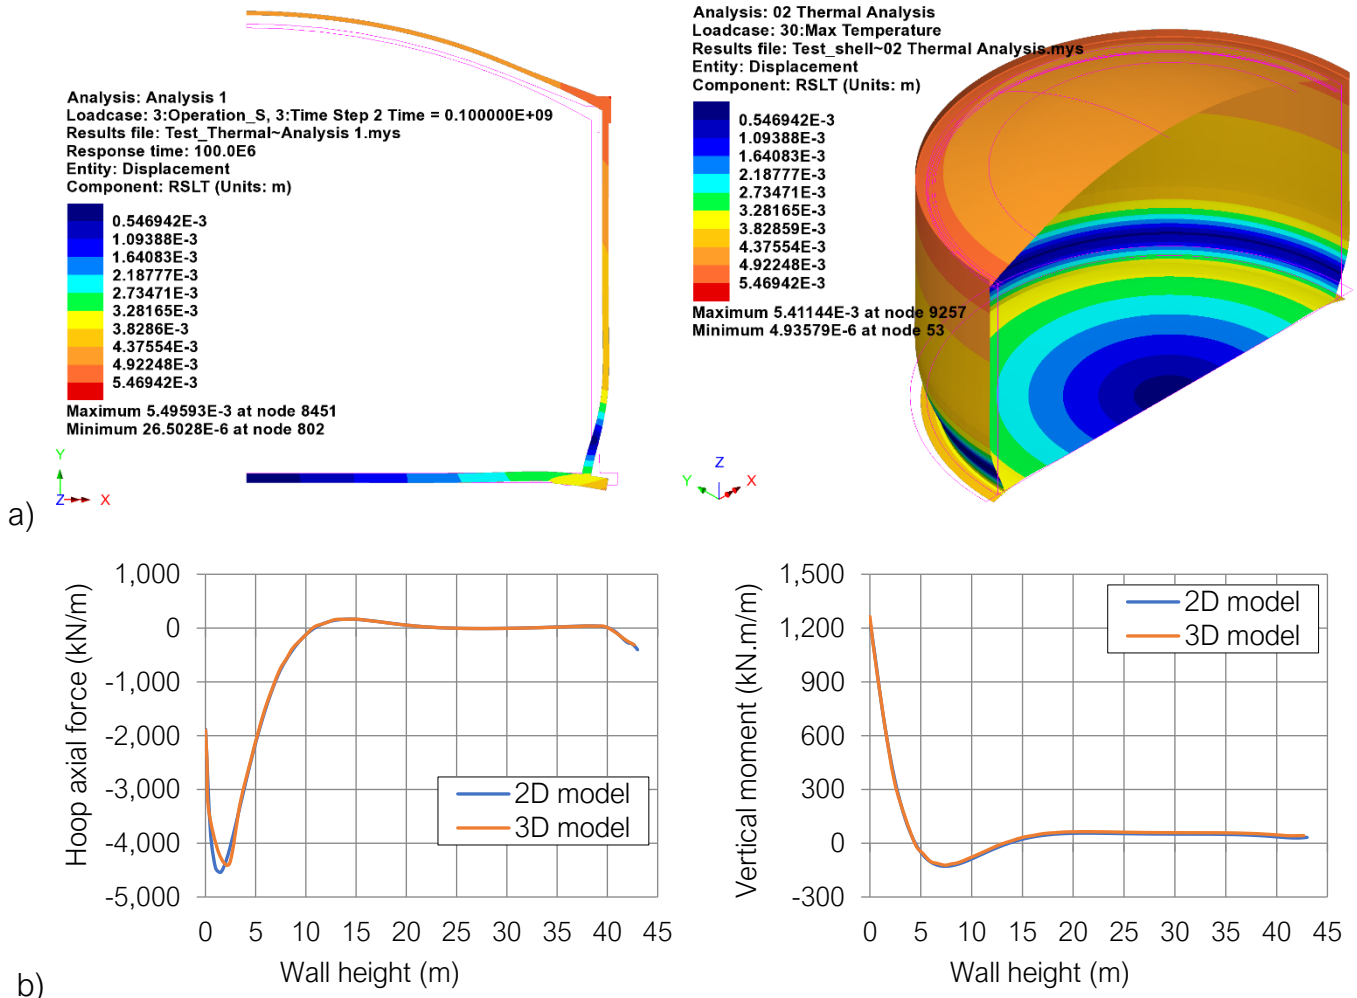 Analysis: Analysis 1
Loadcase: 3:Operation_S, 3:Time Step 2 Time = 0.100000E+09
Results file: Test_Thermal~Analysis 1.mys
Response time: 100.0E6
Entity: Displacement
Component: RSLT (Units: m)
0.546942E-3
1.09388E-3
1.64083E-3
2.18777E-3
2.73471E-3
3.28165E-3
3.8286E-3
4.37554E-3
4.92248E-3
5.46942E-3
Maximum 5.49593E-3 at node 8451
Minimum 26.5028E-6 at node 802
Y
Z
X
Analysis: 02 Thermal Analysis
Loadcase: 30:Max Temperature
Results file: Test_shell~02 Thermal Analysis.mys
Entity: Displacement
Component: RSLT (Units: m)
0.546942E-3
1.09388E-3
1.64083E-3
2.18777E-3
2.73471E-3
3.28165E-3
3.82859E-3
4.37554E-3
4.92248E-3
5.46942E-3
Maximum 5.41144E-3 at node 9257
Minimum 4.93579E-6 at node 53
Z
Y
X
a)
Hoop axial force (kN/m)
1,000
0
-1,000
-2,000
-3,000
-4,000
-5,000
2D model
3D model
0 5 10 15 20 25 30 35 40 45
Wall height (m)
Vertical moment (kN.m/m)
1,500
1,200
900
600
300
0
-300
2D model
3D model
0 5 10 15 20 25 30 35 40 45
Wall height (m)
b)